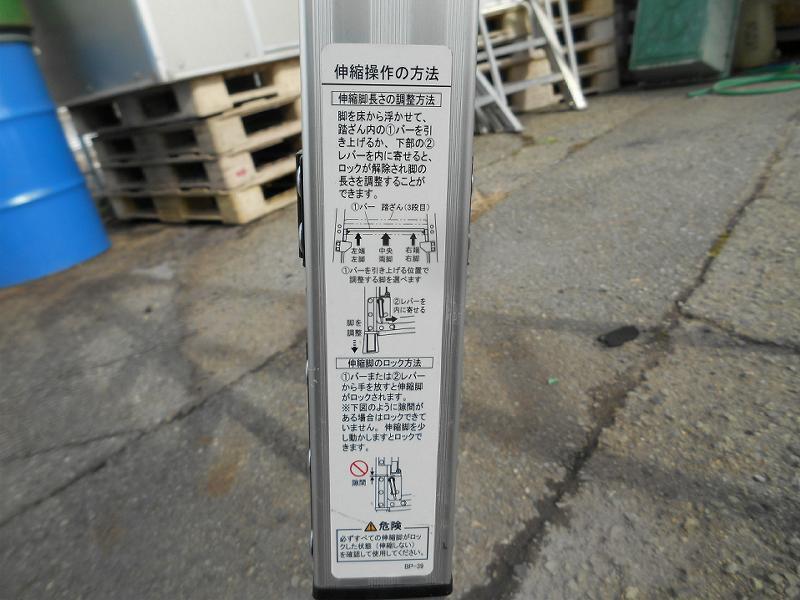 伸縮操作の方法
伸縮脚長さの調整方法
脚を床から浮かせて、
踏ざん内の①バーを引
き上げるか、下部の②
レバーを内に寄せると、
ロックが解除され脚の
長さを調整することが
できます。
①バー 踏ざん(3段目)
左端 中央 右端
左脚 両脚 右脚
①バーを引き上げる位置で
調整する脚を選べます
②レバーを
内に寄せる
脚を
調整
伸縮脚のロック方法
①バーまたは②レバー
から手を放すと伸縮脚
がロックされます。
※下図のように隙間が
ある場合はロックできて
いません。伸縮脚を少
し動かしますとロックで
きます。
隙間
危険
必ずすべての伸縮脚がロッ
クした状態(伸縮しない)
を確認して使用してください。
BP-39